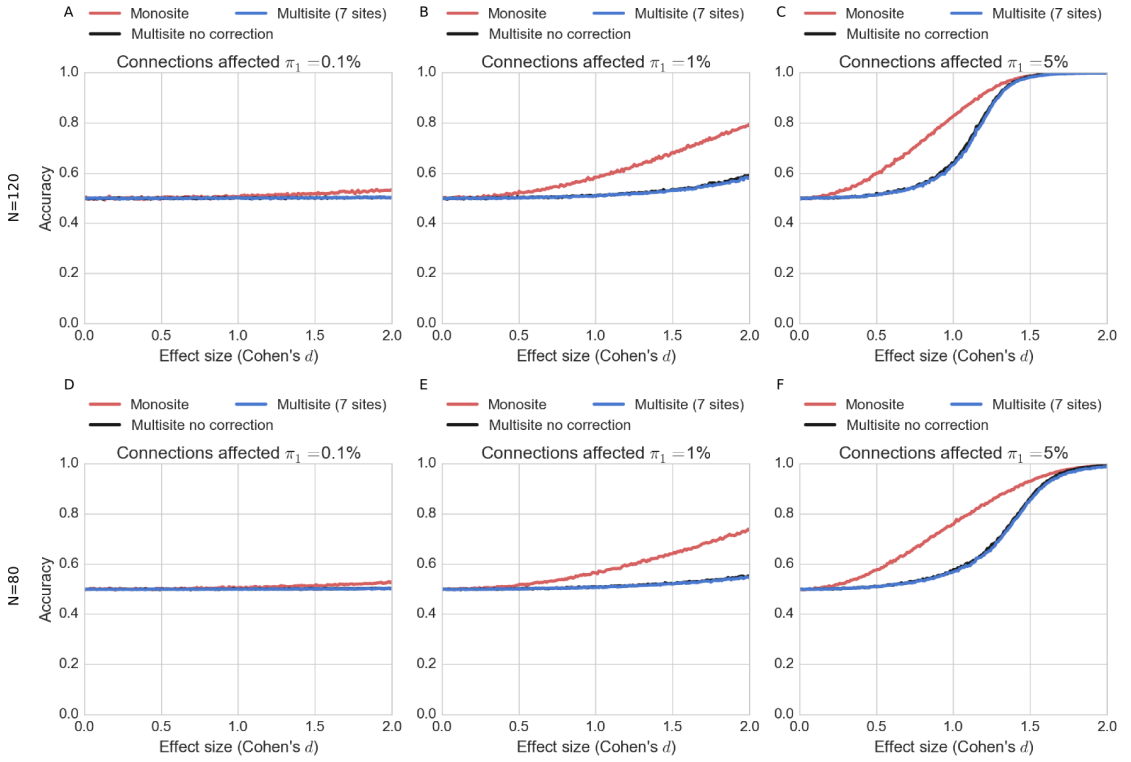 A
Monosite
Multisite (7 sites)
Multisite no correction
Connections affected π₁ =0.1%
1.0
0.8
0.6
0.4
0.2
0.0
Accuracy
N=120
0.0 0.5 1.0 1.5 2.0
Effect size (Cohen's d)
B
Monosite
Multisite (7 sites)
Multisite no correction
Connections affected π₁ =1%
1.0
0.8
0.6
0.4
0.2
0.0
0.0 0.5 1.0 1.5 2.0
Effect size (Cohen's d)
C
Monosite
Multisite (7 sites)
Multisite no correction
Connections affected π₁ =5%
1.0
0.8
0.6
0.4
0.2
0.0
0.0 0.5 1.0 1.5 2.0
Effect size (Cohen's d)
D
Monosite
Multisite (7 sites)
Multisite no correction
Connections affected π₁ =0.1%
1.0
0.8
0.6
0.4
0.2
0.0
Accuracy
N=80
0.0 0.5 1.0 1.5 2.0
Effect size (Cohen's d)
E
Monosite
Multisite (7 sites)
Multisite no correction
Connections affected π₁ =1%
1.0
0.8
0.6
0.4
0.2
0.0
0.0 0.5 1.0 1.5 2.0
Effect size (Cohen's d)
F
Monosite
Multisite (7 sites)
Multisite no correction
Connections affected π₁ =5%
1.0
0.8
0.6
0.4
0.2
0.0
0.0 0.5 1.0 1.5 2.0
Effect size (Cohen's d)